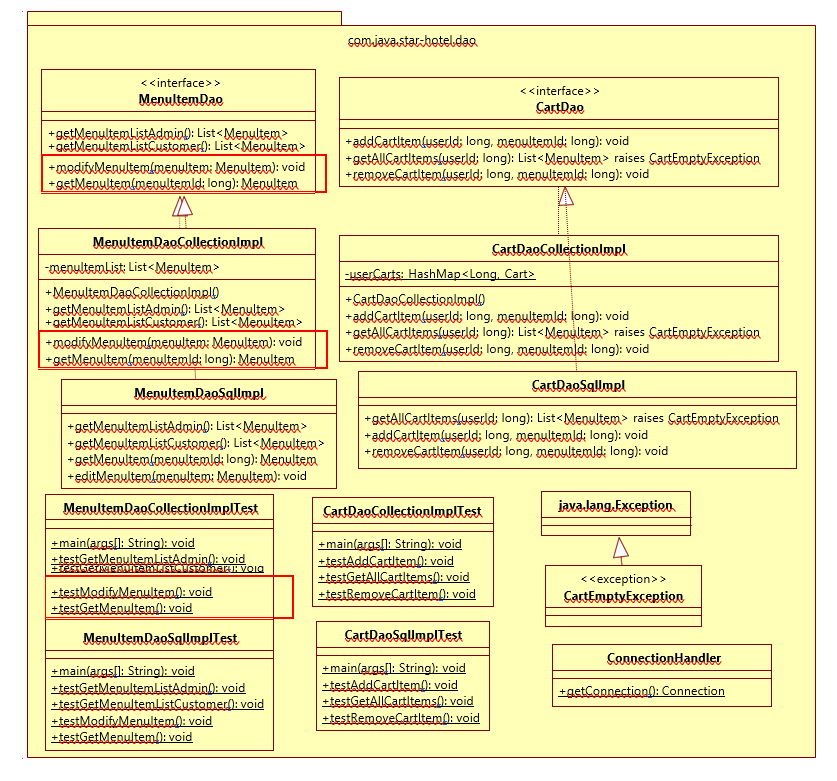 com.java.star-hotel.dao
<<interface>>
MenuItemDao
+getMenuItemListAdmin(): List<MenuItem>
+getMenuItemListCustomer(): List<MenuItem>
+modifyMenuItem(menuItem: MenuItem): void
+getMenuItem(menuItemId: long): MenuItem
<<interface>>
CartDao
+addCartItem(userId: long, menuItemId: long): void
+getAllCartItems(userId: long): List<MenuItem> raises CartEmptyException
+removeCartItem(userId: long, menuItemId: long): void
MenuItemDaoCollectionImpl
-menuItemList: List<MenuItem>
+MenuItemDaoCollectionImpl()
+getMenuItemListAdmin(): List<MenuItem>
+getMenuItemListCustomer(): List<MenuItem>
+modifyMenuItem(menuItem: MenuItem): void
+getMenuItem(menuItemId: long): MenuItem
CartDaoCollectionImpl
-userCarts: HashMap<Long, Cart>
+CartDaoCollectionImpl()
+addCartItem(userId: long, menuItemId: long): void
+getAllCartItems(userId: long): List<MenuItem> raises CartEmptyException
+removeCartItem(userId: long, menuItemId: long): void
MenuItemDaoSqlImpl
+getMenuItemListAdmin(): List<MenuItem>
+getMenuItemListCustomer(): List<MenuItem>
+getMenuItem(menuItemId: long): MenuItem
+editMenuItem(menuItem: MenuItem): void
CartDaoSqlImpl
+getAllCartItems(userId: long): List<MenuItem> raises CartEmptyException
+addCartItem(userId: long, menuItemId: long): void
+removeCartItem(userId: long, menuItemId: long): void
MenuItemDaoCollectionImplTest
+main(args[]: String): void
+testGetMenuItemListAdmin(): void
+testGetMenuItemListCustomer(): void
+testModifyMenuItem(): void
+testGetMenuItem(): void
CartDaoCollectionImplTest
+main(args[]: String): void
+testAddCartItem(): void
+testGetAllCartItems(): void
+testRemoveCartItem(): void
java.lang.Exception
<<exception>>
CartEmptyException
MenuItemDaoSqlImplTest
+main(args[]: String): void
+testGetMenuItemListAdmin(): void
+testGetMenuItemListCustomer(): void
+testModifyMenuItem(): void
+testGetMenuItem(): void
CartDaoSqlImplTest
+main(args[]: String): void
+testAddCartItem(): void
+testGetAllCartItems(): void
+testRemoveCartItem(): void
ConnectionHandler
+getConnection(): Connection